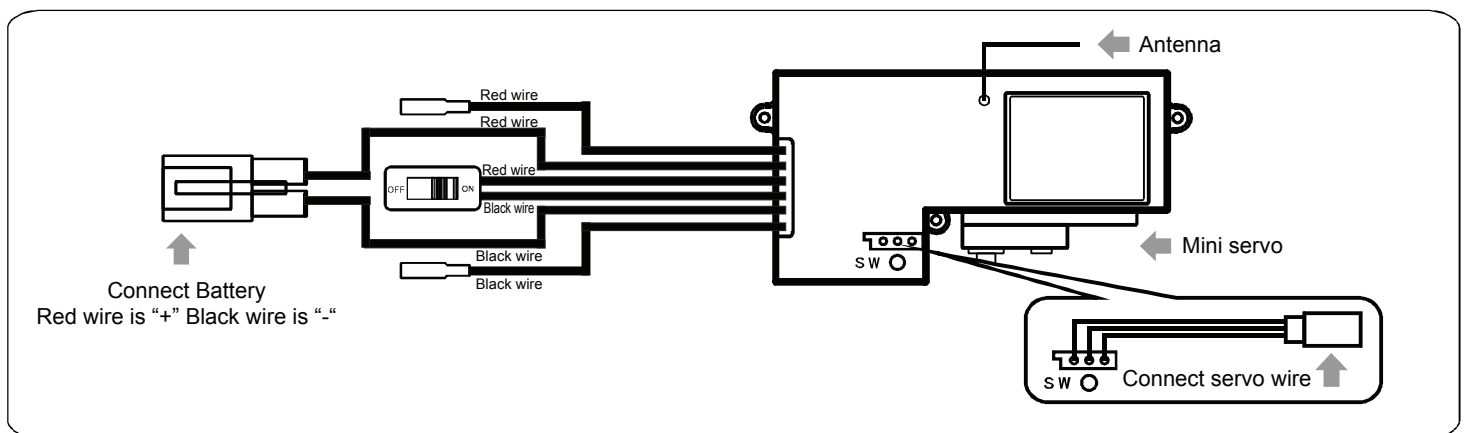 Antenna
Red wire
Red wire
Red wire
OFF
ON
Black wire
Black wire
Black wire
SW
Mini servo
Connect Battery
Red wire is “+” Black wire is “-“
SW
Connect servo wire